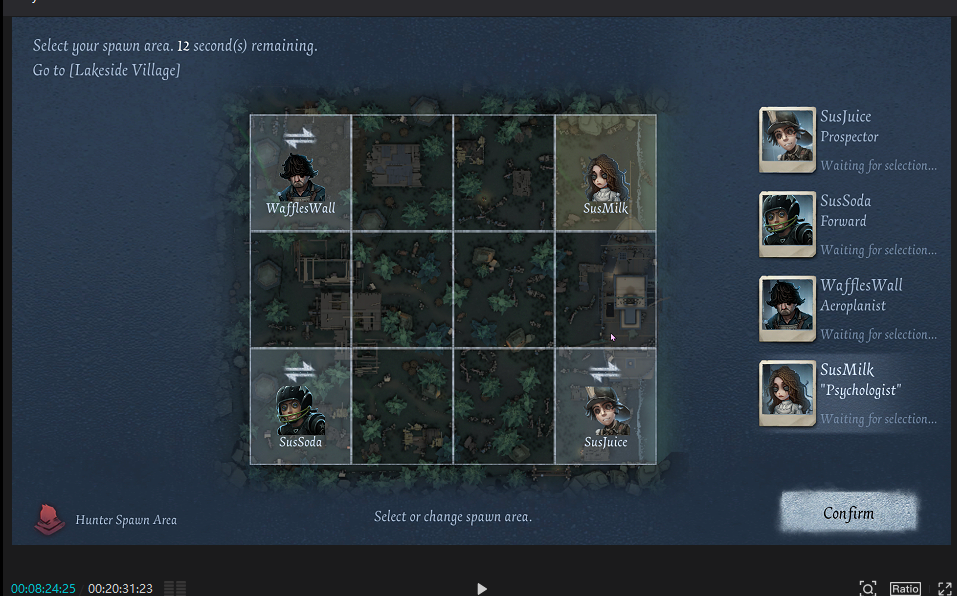 Select your spawn area. 12 second(s) remaining.
Go to [Lakeside Village]
WafflesWall
SusMilk
SusSoda
SusJuice
SusJuice
Prospector
Waiting for selection...
SusSoda
Forward
Waiting for selection...
WafflesWall
Aeroplanist
Waiting for selection...
SusMilk
"Psychologist"
Waiting for selection...
Hunter Spawn Area
Select or change spawn area.
Confirm
00:08:24:25 00:20:31:23
Ratio